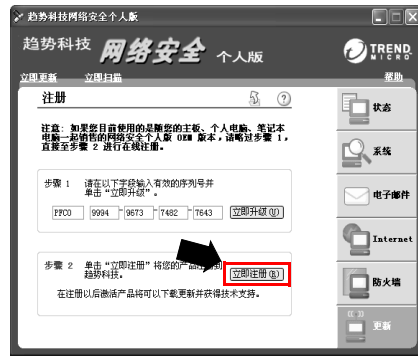 趋势科技网络安全个人版
趋势科技 网络安全 个人版
TREND
MICRO
立即更新 立即扫描 帮助
注册
注意: 如果您目前使用的是随您的主板、个人电脑、笔记本
电脑一起销售的网络安全个人版 OEM 版本,请略过步骤 1,
直接至步骤 2 进行在线注册。
步骤 1 请在以下字段输入有效的序列号并
单击“立即升级”。
PFCO - 9994 - 9673 - 7482 - 7643 立即升级(U)
步骤 2 单击“立即注册”将您的产品注册到
趋势科技。
立即注册(R)
在注册以后激活产品将可以下载更新并获得技术支持。
状态
系统
电子邮件
Internet
防火墙
更新